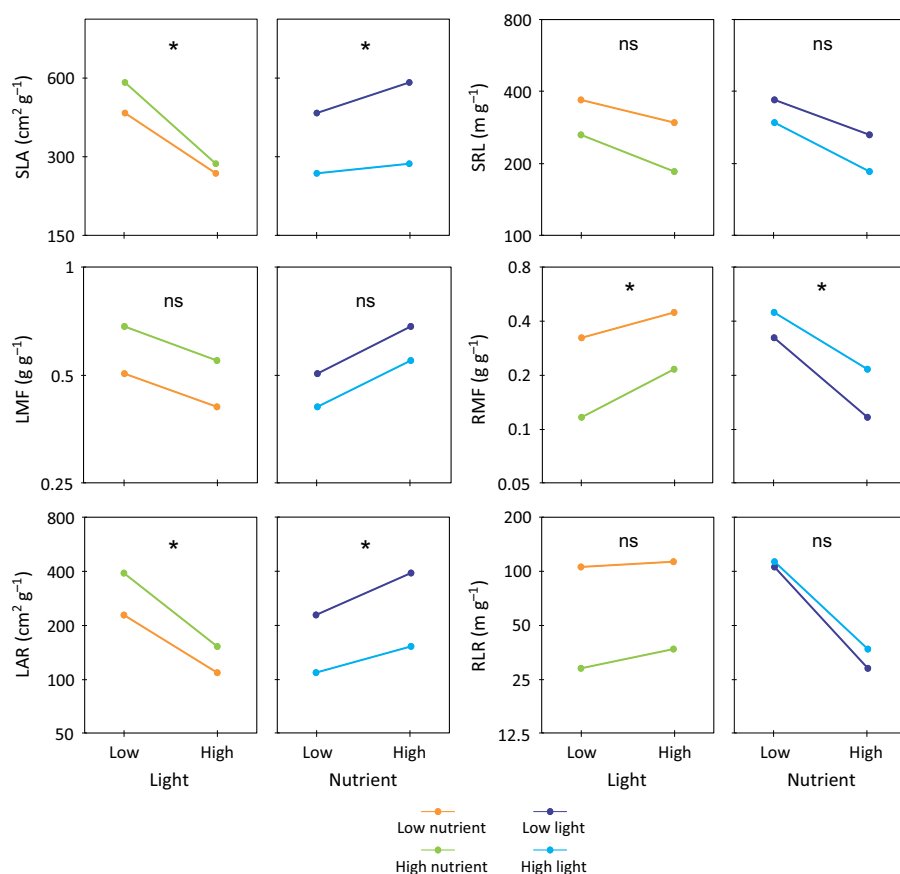 SLA (cm² g⁻¹)
600
300
150
*
*
SRL (m g⁻¹)
800
400
200
100
ns
ns
LMF (g g⁻¹)
1
0.5
0.25
ns
ns
RMF (g g⁻¹)
0.8
0.4
0.2
0.1
0.05
*
*
LAR (cm² g⁻¹)
800
400
200
100
50
*
*
RLR (m g⁻¹)
200
100
50
25
12.5
ns
ns
Low High Low High Low High Low High
Light Nutrient Light Nutrient
Low nutrient Low light
High nutrient High light